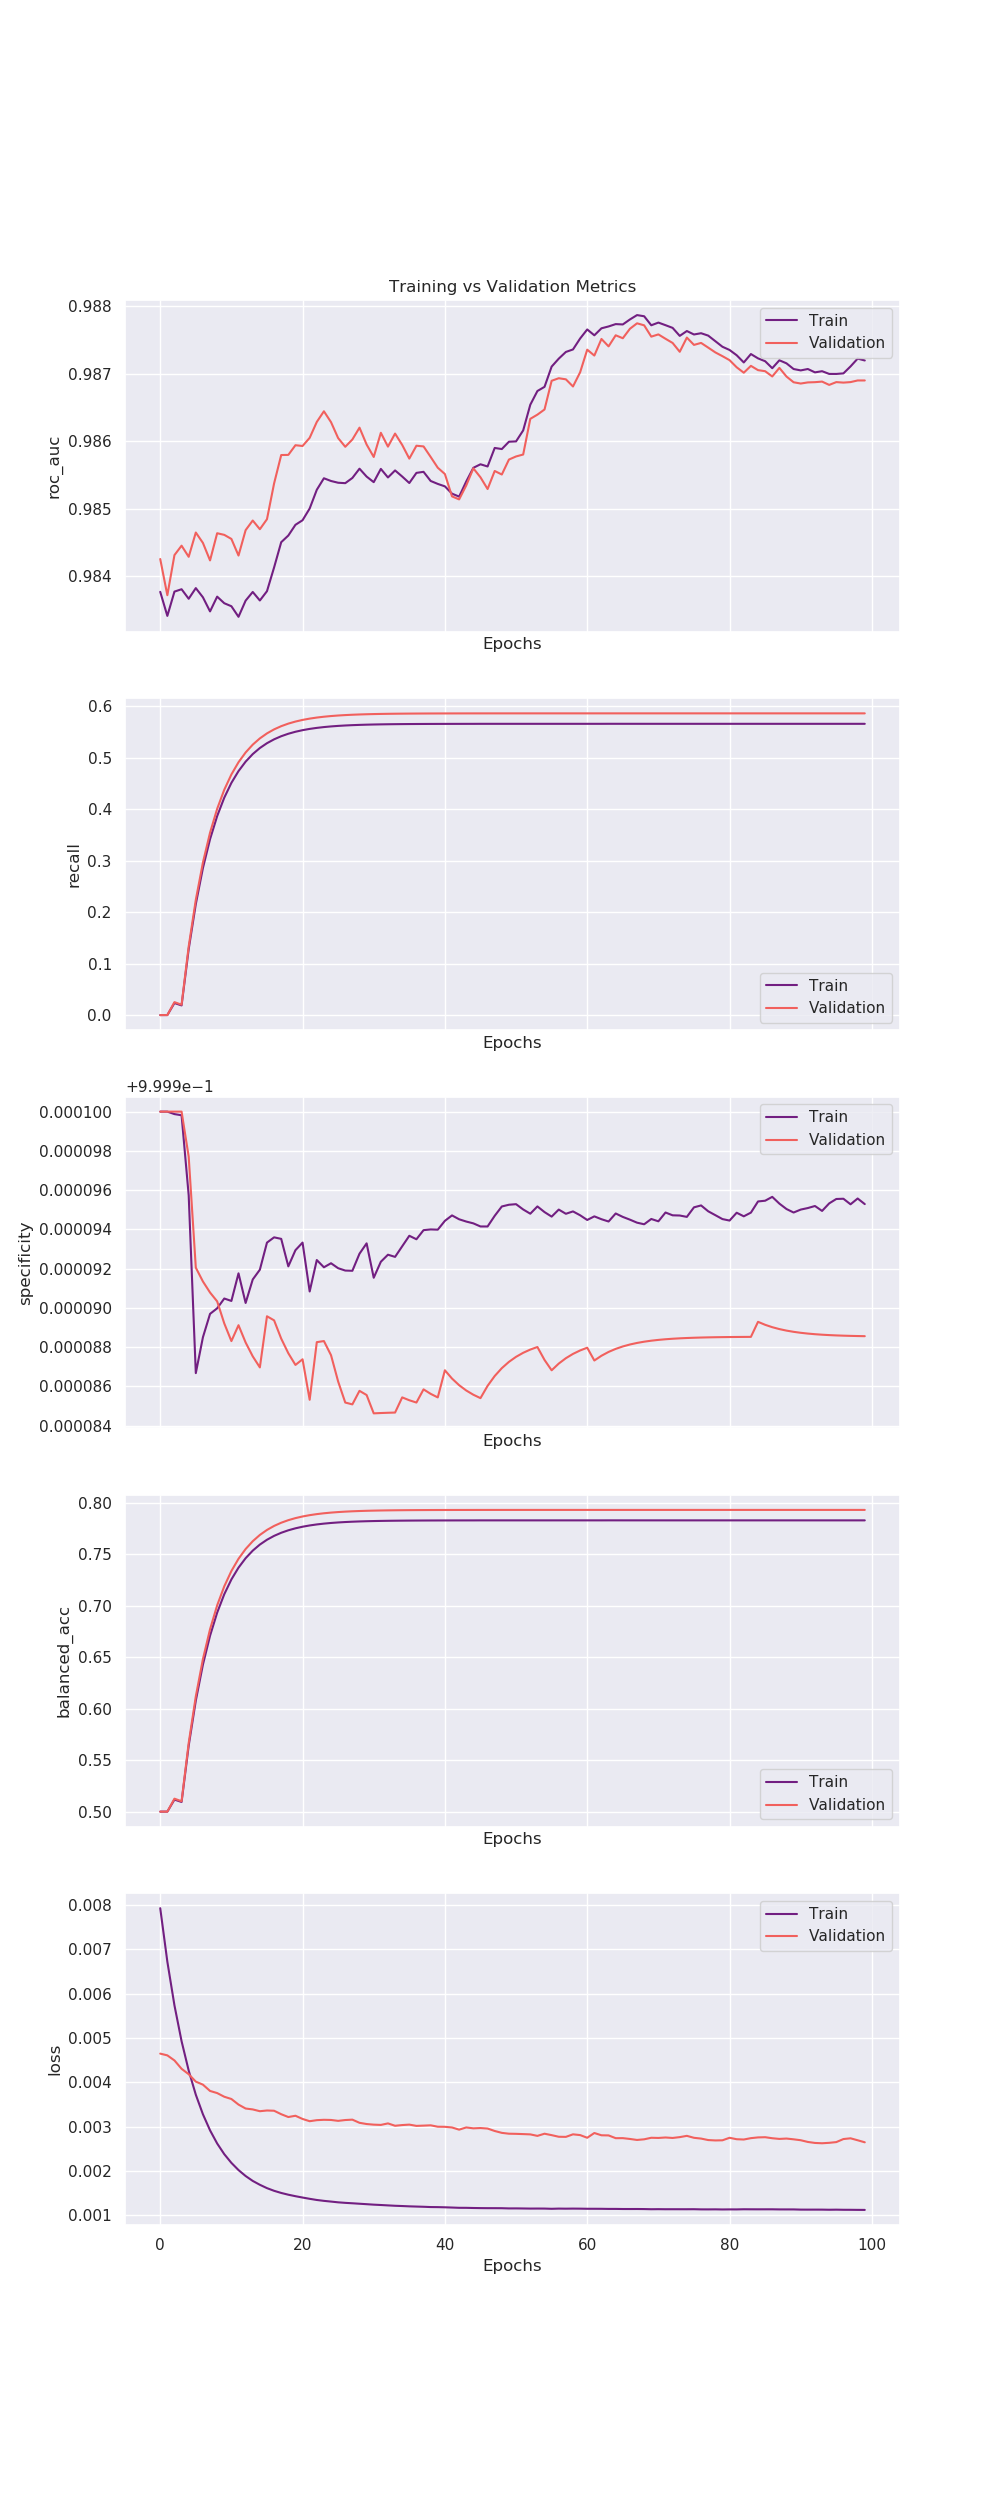 Training vs Validation Metrics
0.988
0.987
0.986
0.985
0.984
roc_auc
Train
Validation
Epochs
0.6
0.5
0.4
0.3
0.2
0.1
0.0
recall
Train
Validation
Epochs
+9.999e−1
0.000100
0.000098
0.000096
0.000094
0.000092
0.000090
0.000088
0.000086
0.000084
specificity
Train
Validation
Epochs
0.80
0.75
0.70
0.65
0.60
0.55
0.50
balanced_acc
Train
Validation
Epochs
0.008
0.007
0.006
0.005
0.004
0.003
0.002
0.001
loss
Train
Validation
0 20 40 60 80 100
Epochs